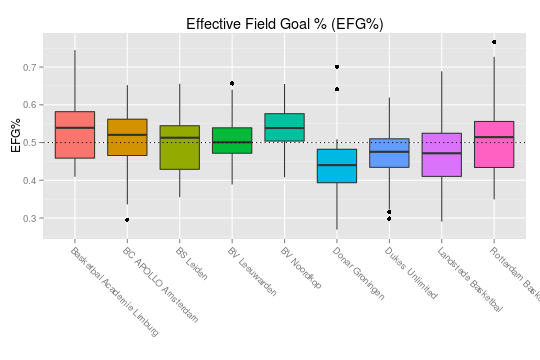 Effective Field Goal % (EFG%)
EFG%
0.7
0.6
0.5
0.4
0.3
Basketbal Academie Limburg
BC APOLLO Amsterdam
BS Leiden
BV Leeuwarden
BV Noordkop
Donar Groningen
Dukes Unlimited
Landstede Basketbal
Rotterdam